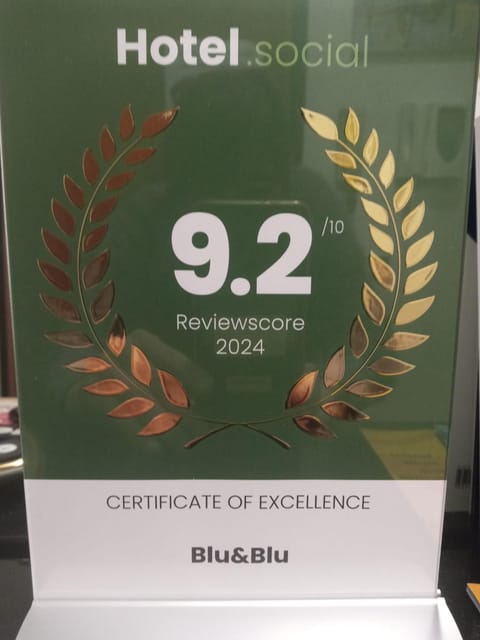 Hotel.social
9.2/10
Reviewscore
2024
CERTIFICATE OF EXCELLENCE
Blu&Blu